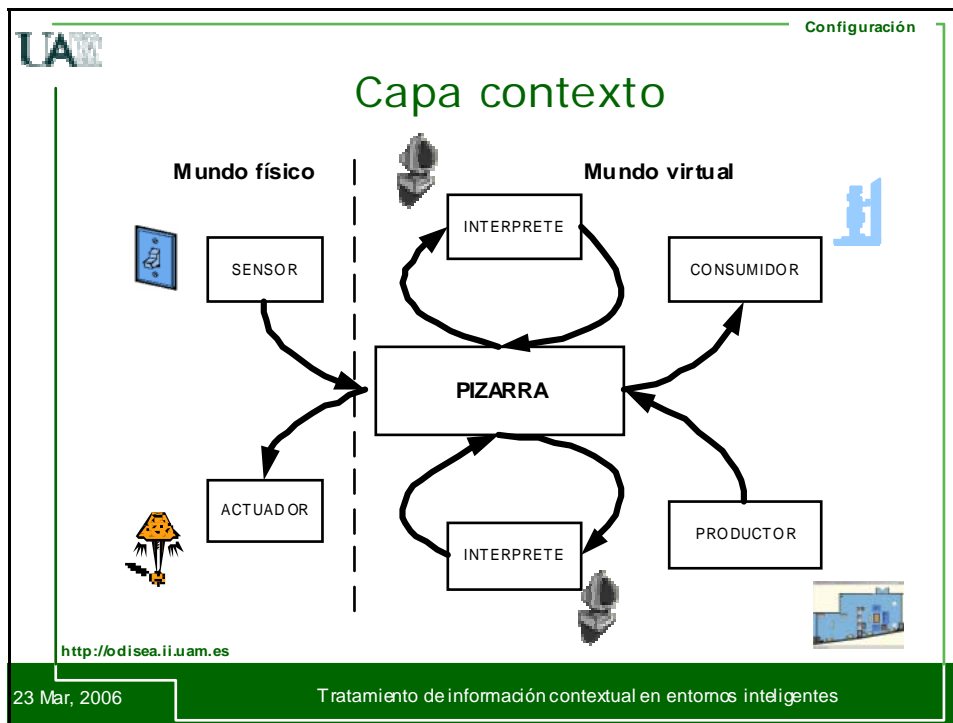 Configuración
UAM
Capa contexto
Mundo físico
Mundo virtual
INTERPRETE
SENSOR
CONSUMIDOR
PIZARRA
ACTUADOR
INTERPRETE
PRODUCTOR
http://odisea.ii.uam.es
23 Mar, 2006
Tratamiento de información contextual en entornos inteligentes